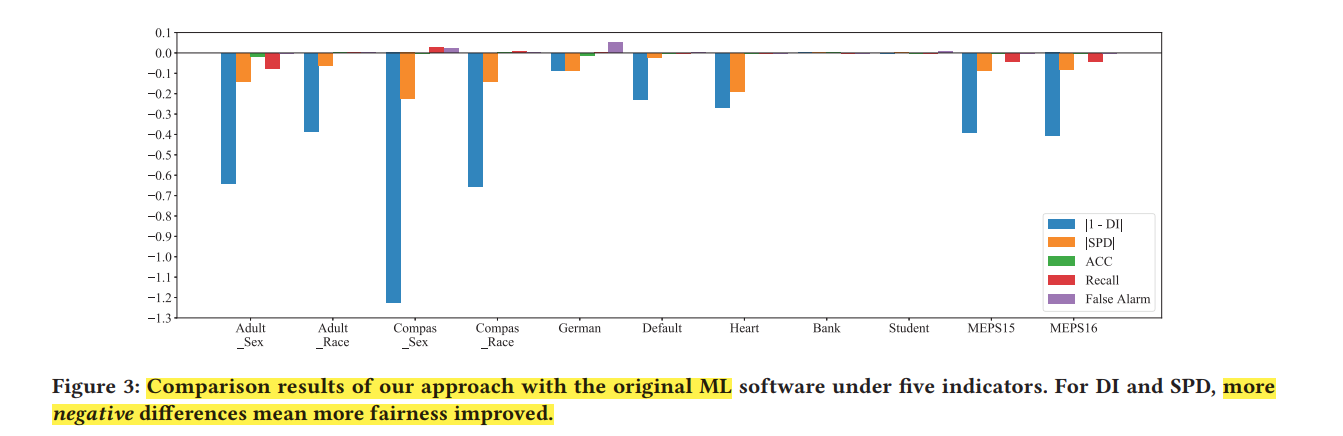 0.1
0.0
−0.1
−0.2
−0.3
−0.4
−0.5
−0.6
−0.7
−0.8
−0.9
−1.0
−1.1
−1.2
−1.3
|1 - DI|
|SPD|
ACC
Recall
False Alarm
Adult
_Sex
Adult
_Race
Compas
_Sex
Compas
_Race
German
Default
Heart
Bank
Student
MEPS15
MEPS16
Figure 3: Comparison results of our approach with the original ML software under five indicators. For DI and SPD, more
negative differences mean more fairness improved.